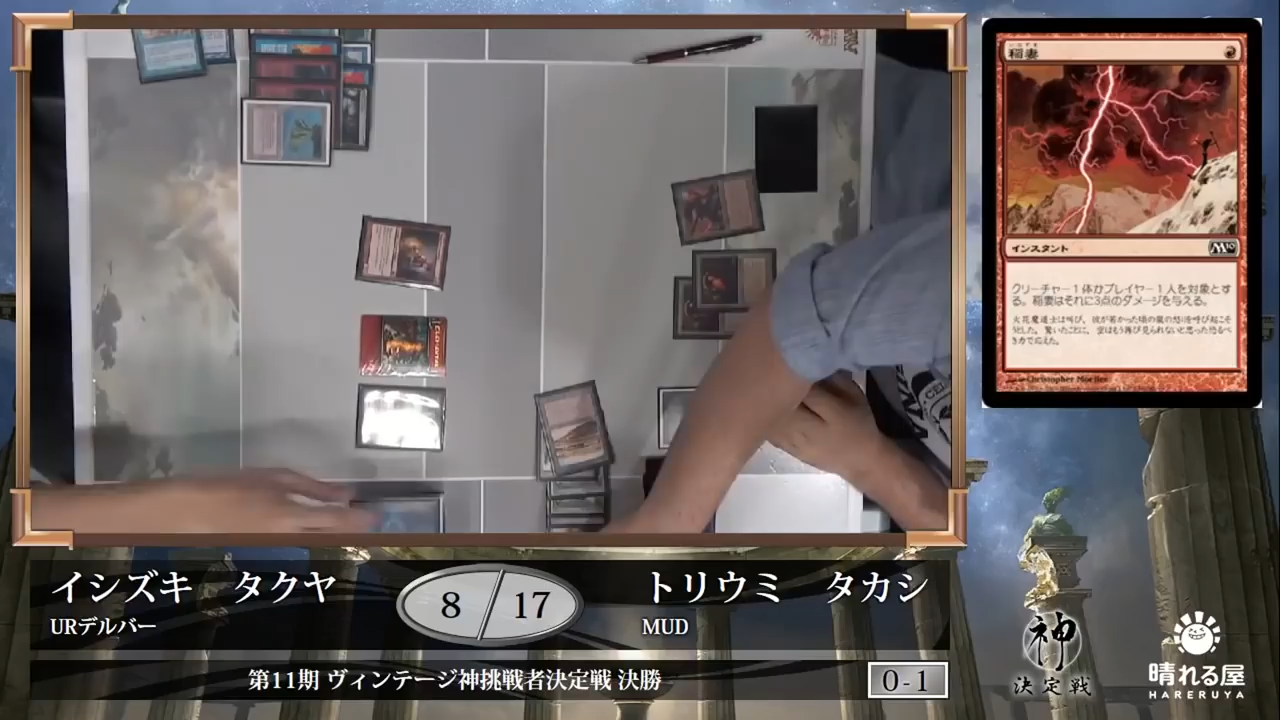 稲妻
インスタント
M10
クリーチャー1体かプレイヤー1人を対象とす
る。稲妻はそれに3点のダメージを与える。
イシズキ タクヤ
URデルバー
8/17
トリウミ タカシ
MUD
第11期 ヴィンテージ神挑戦者決定戦 決勝
0-1
神
決定戦
晴れる屋
HARERUYA